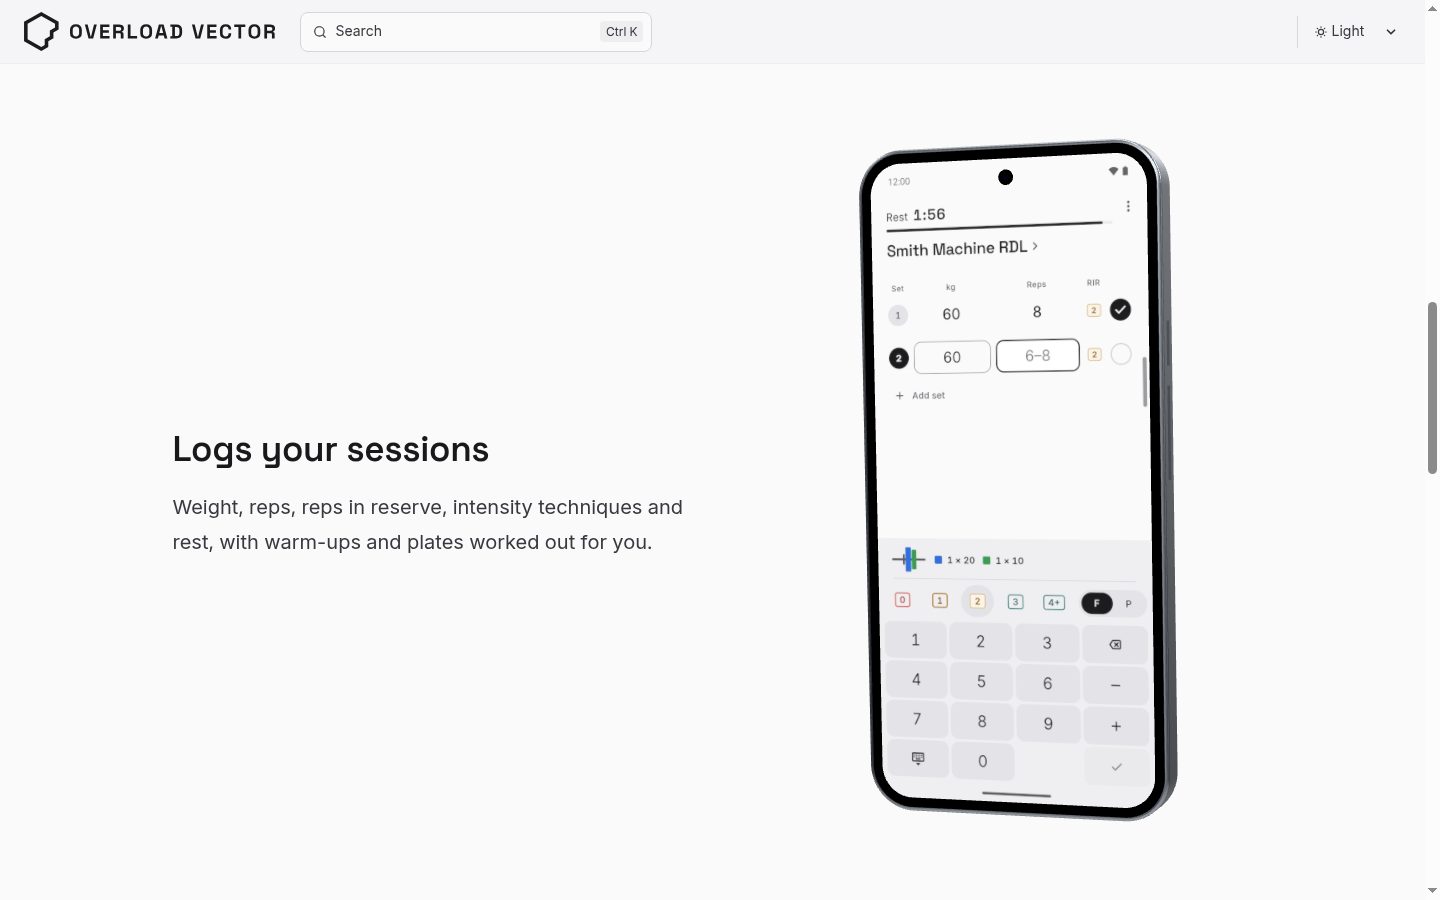 OVERLOAD VECTOR
Search
Ctrl K
Light
Logs your sessions
Weight, reps, reps in reserve, intensity techniques and
rest, with warm-ups and plates worked out for you.
12:00
Rest 1:56
Smith Machine RDL
Set kg Reps RIR
1 60 8 2
2 60 6–8 2
+ Add set
1 × 20 1 × 10
0 1 2 3 4+ F P
1 2 3
4 5 6 −
7 8 9 +
0